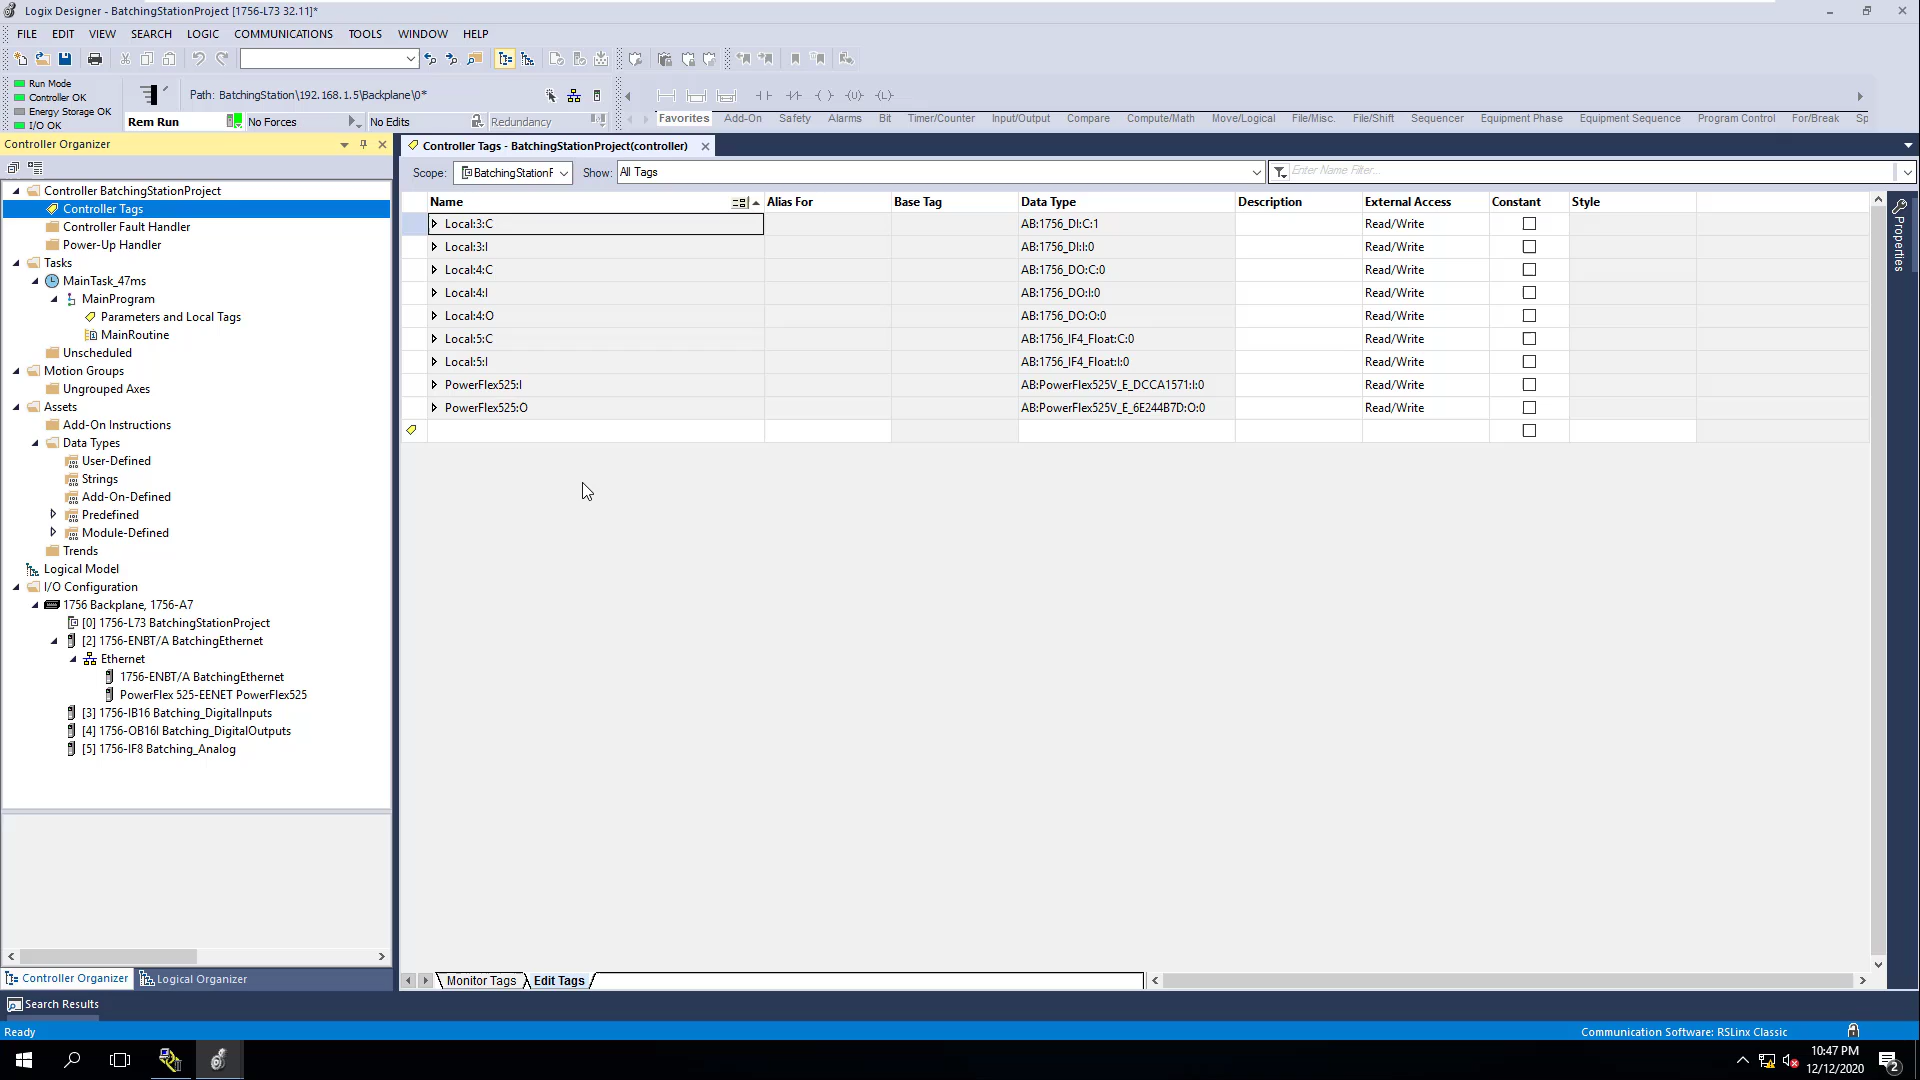 Logix Designer - BatchingStationProject [1756-L73 32.11]*
FILE EDIT VIEW SEARCH LOGIC COMMUNICATIONS TOOLS WINDOW HELP
Run Mode
Controller OK
Energy Storage OK
I/O OK
Path: BatchingStation\192.168.1.5\Backplane\0*
Rem Run No Forces No Edits Redundancy
Favorites Add-On Safety Alarms Bit Timer/Counter Input/Output Compare Compute/Math Move/Logical File/Misc. File/Shift Sequencer Equipment Phase Equipment Sequence Program Control For/Break Sp
Controller Organizer
Controller BatchingStationProject
Controller Tags
Controller Fault Handler
Power-Up Handler
Tasks
MainTask_47ms
MainProgram
Parameters and Local Tags
MainRoutine
Unscheduled
Motion Groups
Ungrouped Axes
Assets
Add-On Instructions
Data Types
User-Defined
Strings
Add-On-Defined
Predefined
Module-Defined
Trends
Logical Model
I/O Configuration
1756 Backplane, 1756-A7
[0] 1756-L73 BatchingStationProject
[2] 1756-ENBT/A BatchingEthernet
Ethernet
1756-ENBT/A BatchingEthernet
PowerFlex 525-EENET PowerFlex525
[3] 1756-IB16 Batching_DigitalInputs
[4] 1756-OB16I Batching_DigitalOutputs
[5] 1756-IF8 Batching_Analog
Controller Organizer Logical Organizer
Controller Tags - BatchingStationProject(controller)
Scope: BatchingStationF Show: All Tags Enter Name Filter...
Name Alias For Base Tag Data Type Description External Access Constant Style
Local:3:C AB:1756_DI:C:1 Read/Write
Local:3:I AB:1756_DI:I:0 Read/Write
Local:4:C AB:1756_DO:C:0 Read/Write
Local:4:I AB:1756_DO:I:0 Read/Write
Local:4:O AB:1756_DO:O:0 Read/Write
Local:5:C AB:1756_IF4_Float:C:0 Read/Write
Local:5:I AB:1756_IF4_Float:I:0 Read/Write
PowerFlex525:I AB:PowerFlex525V_E_DCCA1571:I:0 Read/Write
PowerFlex525:O AB:PowerFlex525V_E_6E244B7D:O:0 Read/Write
Properties
Monitor Tags Edit Tags
Search Results
Ready Communication Software: RSLinx Classic
10:47 PM
12/12/2020
2